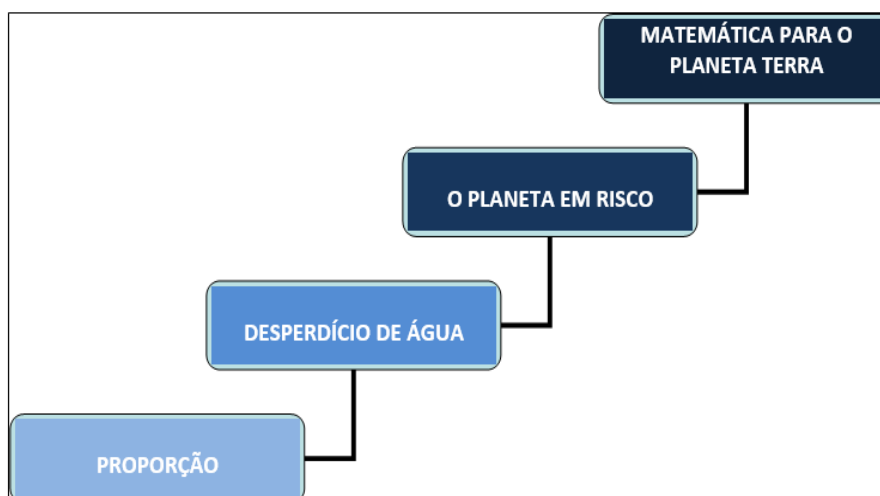 MATEMÁTICA PARA O
PLANETA TERRA
O PLANETA EM RISCO
DESPERDÍCIO DE ÁGUA
PROPORÇÃO